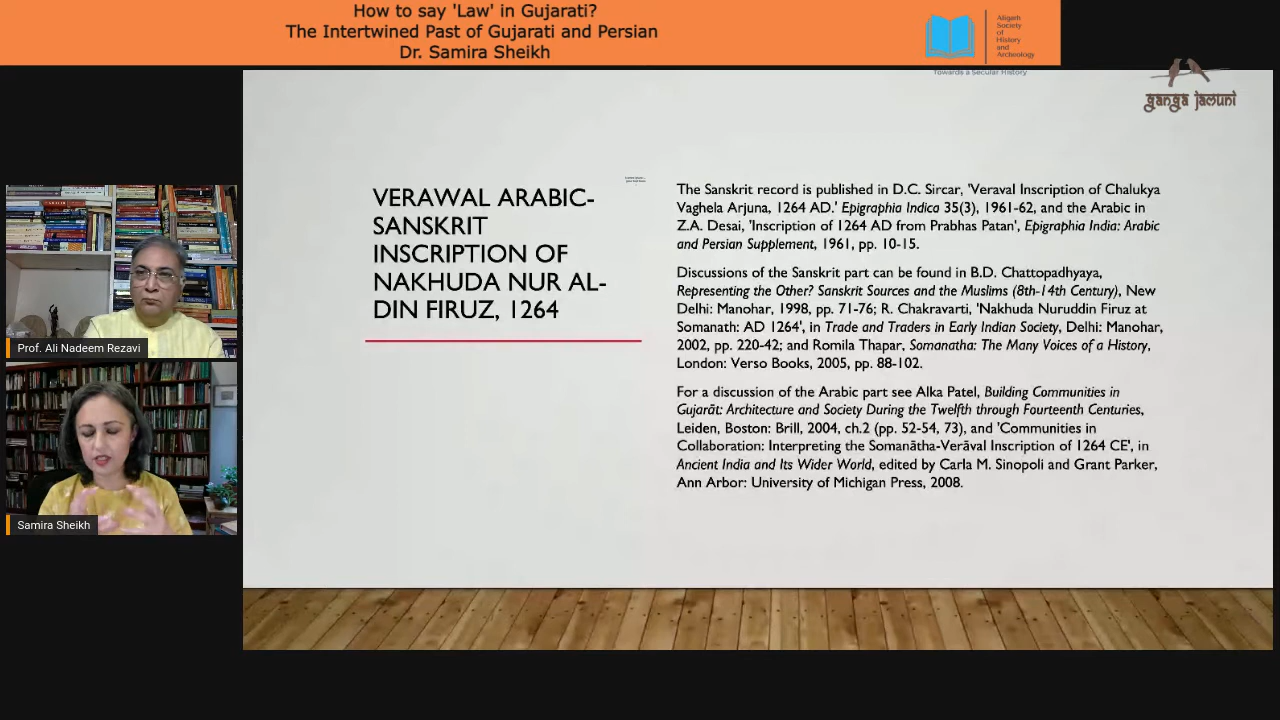 How to say 'Law' in Gujarati?
The Intertwined Past of Gujarati and Persian
Dr. Samira Sheikh
Aligarh
Society
of
History
and
Archeology
Towards a Secular History
ganga jamuni
VERAWAL ARABIC-
SANSKRIT
INSCRIPTION OF
NAKHUDA NUR AL-
DIN FIRUZ, 1264
The Sanskrit record is published in D.C. Sircar, 'Veraval Inscription of Chalukya
Vaghela Arjuna, 1264 AD.' Epigraphia Indica 35(3), 1961-62, and the Arabic in
Z.A. Desai, 'Inscription of 1264 AD from Prabhas Patan', Epigraphia India: Arabic
and Persian Supplement, 1961, pp. 10-15.
Discussions of the Sanskrit part can be found in B.D. Chattopadhyaya,
Representing the Other? Sanskrit Sources and the Muslims (8th-14th Century), New
Delhi: Manohar, 1998, pp. 71-76; R. Chakravarti, 'Nakhuda Nuruddin Firuz at
Somanath: AD 1264', in Trade and Traders in Early Indian Society, Delhi: Manohar,
2002, pp. 220-42; and Romila Thapar, Somanatha: The Many Voices of a History,
London: Verso Books, 2005, pp. 88-102.
For a discussion of the Arabic part see Alka Patel, Building Communities in
Gujarāt: Architecture and Society During the Twelfth through Fourteenth Centuries,
Leiden, Boston: Brill, 2004, ch.2 (pp. 52-54, 73), and 'Communities in
Collaboration: Interpreting the Somanātha-Verāval Inscription of 1264 CE', in
Ancient India and Its Wider World, edited by Carla M. Sinopoli and Grant Parker,
Ann Arbor: University of Michigan Press, 2008.
Prof. Ali Nadeem Rezavi
Samira Sheikh